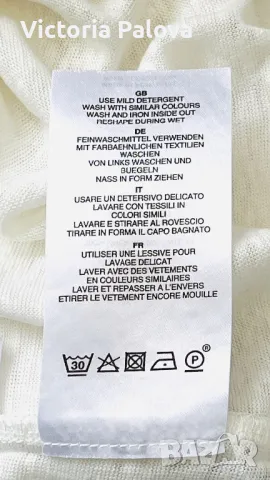 Victoria Palova
GB
USE MILD DETERGENT
WASH WITH SIMILAR COLOURS
WASH AND IRON INSIDE OUT
RESHAPE DURING WET
DE
FEINWASCHMITTEL VERWENDEN
MIT FARBAEHNLICHEN TEXTILIEN
WASCHEN
VON LINKS WASCHEN UND
BUEGELN
NASS IN FORM ZIEHEN
IT
USARE UN DETERSIVO DELICATO
LAVARE CON TESSILI IN
COLORI SIMILI
LAVARE E STIRARE AL ROVESCIO
TIRARE IN FORMA IL CAPO BAGNATO
FR
UTILISER UNE LESSIVE POUR
LAVAGE DELICAT
LAVER AVEC DES VETEMENTS
EN COULEURS SIMILAIRES
LAVER ET REPASSER A L'ENVERS
ETIRER LE VETEMENT ENCORE MOUILLE
30 P ®
BAZAR